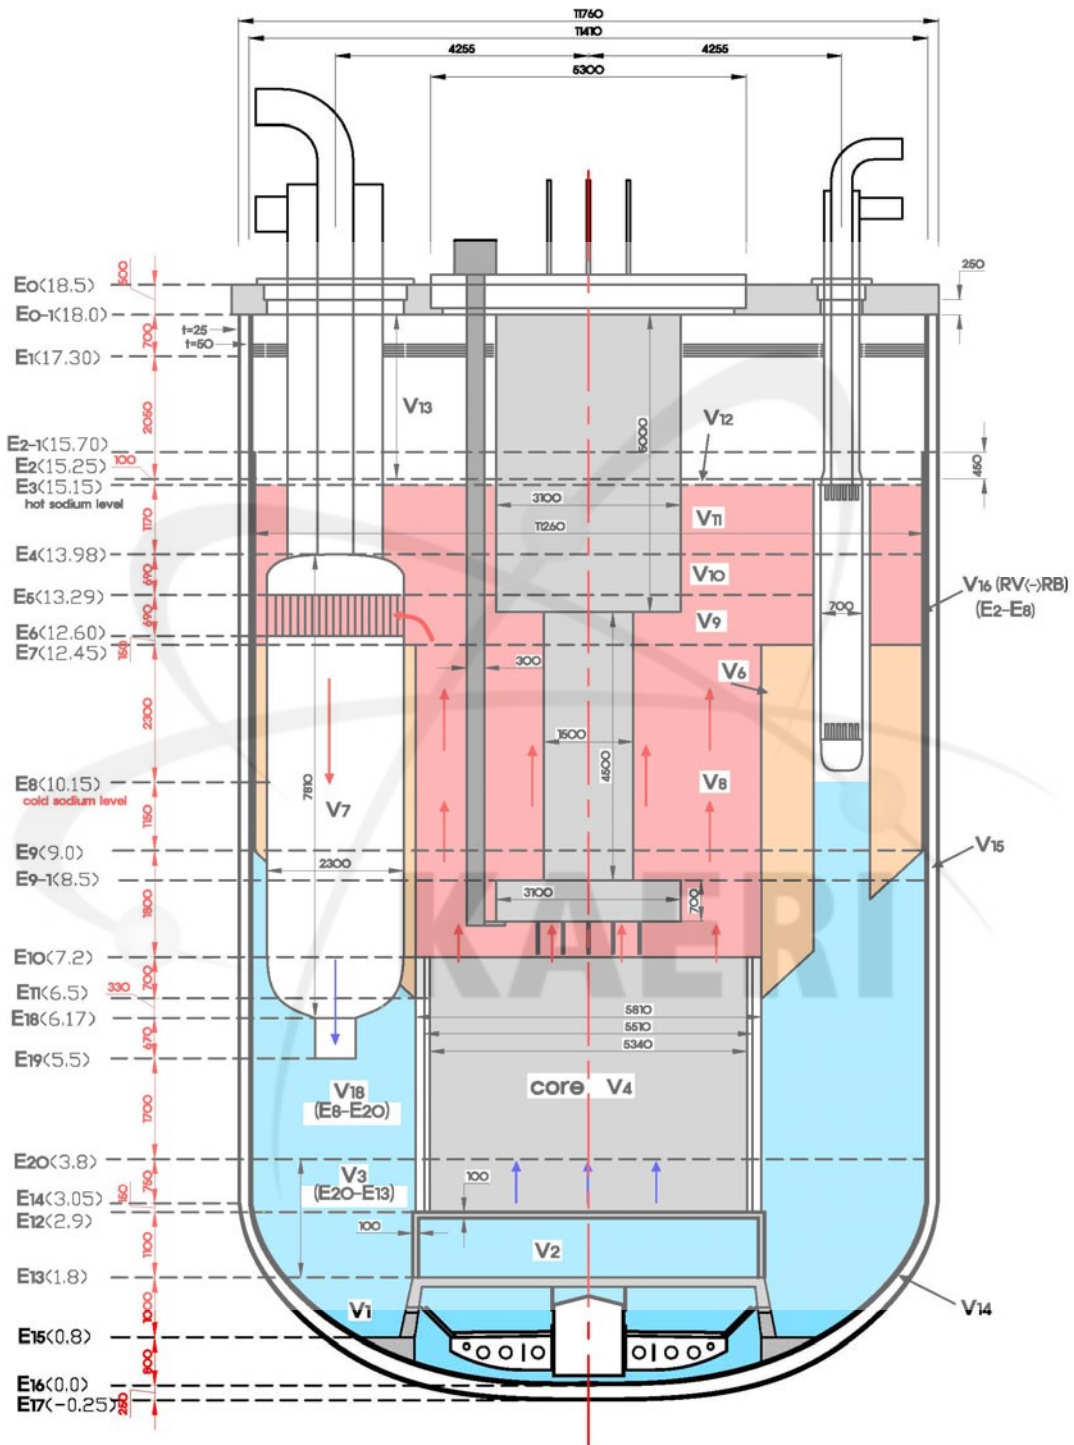 11760
11410
4255
4255
5300
E0(18.5)
500
250
E0-1(18.0)
t=25
700
t=50
E1(17.30)
V13
5000
V12
2050
E2-1(15.70)
E2(15.25)
100
450
E3(15.15)
hot sodium level
3100
V11
1170
11260
E4(13.98)
V10
690
V16 (RV(-)RB)
(E2-E8)
E5(13.29)
700
V9
690
E6(12.60)
E7(12.45)
150
300
V6
2300
1500
4500
7810
E8(10.15)
cold sodium level
V7
V8
1150
V15
E9(9.0)
2300
E9-1(8.5)
3100
700
1800
KAERI
E10(7.2)
700
E11(6.5)
330
5810
E18(6.17)
5510
670
5340
E19(5.5)
core V4
V18
(E8-E20)
1700
E20(3.8)
750
V3
(E20-E13)
100
E14(3.05)
150
E12(2.9)
100
V2
1100
E13(1.8)
V1
V14
1000
E15(0.8)
800
E16(0.0)
E17(-0.25)
250